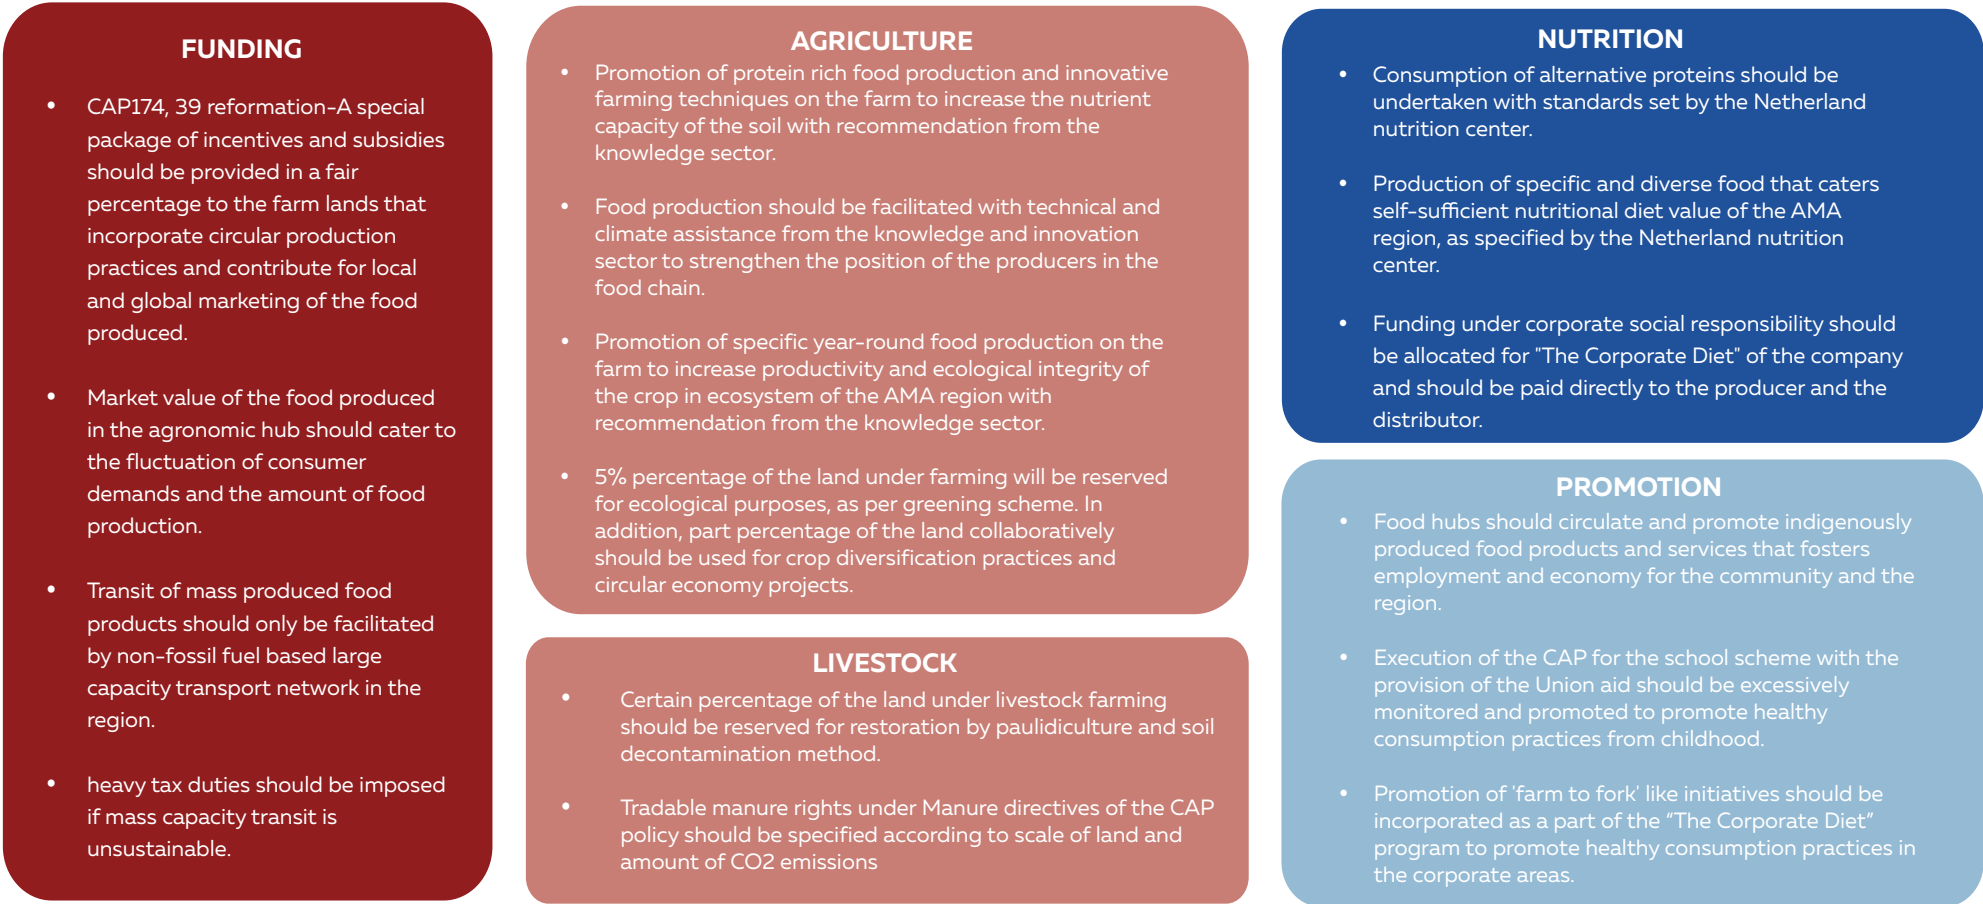 FUNDING
• CAP174, 39 reformation-A special
package of incentives and subsidies
should be provided in a fair
percentage to the farm lands that
incorporate circular production
practices and contribute for local
and global marketing of the food
produced.
• Market value of the food produced
in the agronomic hub should cater to
the fluctuation of consumer
demands and the amount of food
production.
• Transit of mass produced food
products should only be facilitated
by non-fossil fuel based large
capacity transport network in the
region.
• heavy tax duties should be imposed
if mass capacity transit is
unsustainable.
AGRICULTURE
• Promotion of protein rich food production and innovative
farming techniques on the farm to increase the nutrient
capacity of the soil with recommendation from the
knowledge sector.
• Food production should be facilitated with technical and
climate assistance from the knowledge and innovation
sector to strengthen the position of the producers in the
food chain.
• Promotion of specific year-round food production on the
farm to increase productivity and ecological integrity of
the crop in ecosystem of the AMA region with
recommendation from the knowledge sector.
• 5% percentage of the land under farming will be reserved
for ecological purposes, as per greening scheme. In
addition, part percentage of the land collaboratively
should be used for crop diversification practices and
circular economy projects.
LIVESTOCK
• Certain percentage of the land under livestock farming
should be reserved for restoration by paulidiculture and soil
decontamination method.
• Tradable manure rights under Manure directives of the CAP
policy should be specified according to scale of land and
amount of CO2 emissions
NUTRITION
• Consumption of alternative proteins should be
undertaken with standards set by the Netherland
nutrition center.
• Production of specific and diverse food that caters
self-sufficient nutritional diet value of the AMA
region, as specified by the Netherland nutrition
center.
• Funding under corporate social responsibility should
be allocated for "The Corporate Diet" of the company
and should be paid directly to the producer and the
distributor.
PROMOTION
• Food hubs should circulate and promote indigenously
produced food products and services that fosters
employment and economy for the community and the
region.
• Execution of the CAP for the school scheme with the
provision of the Union aid should be excessively
monitored and promoted to promote healthy
consumption practices from childhood.
• Promotion of 'farm to fork' like initiatives should be
incorporated as a part of the “The Corporate Diet”
program to promote healthy consumption practices in
the corporate areas.